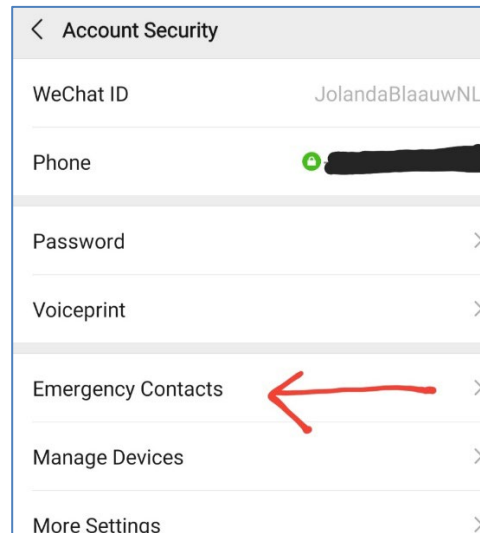 Account Security
WeChat ID JolandaBlaauwNL
Phone
Password
Voiceprint
Emergency Contacts
Manage Devices
More Settings